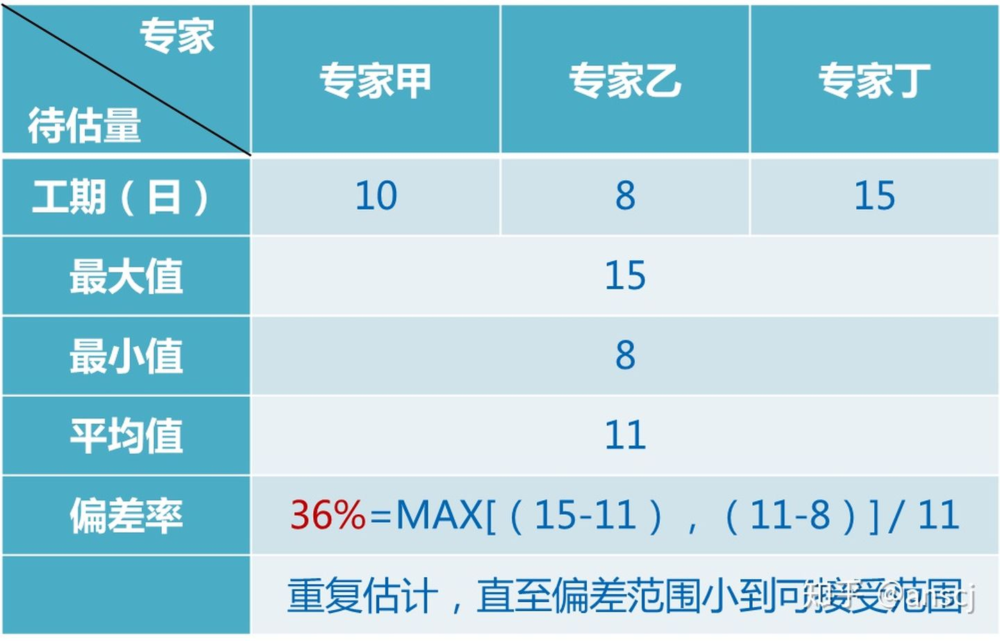 专家
待估量
专家甲
专家乙
专家丁
工期（日）
10
8
15
最大值
15
最小值
8
平均值
11
偏差率
36%=MAX[（15-11），（11-8）] / 11
重复估计，直至偏差范围小到可接受范围
知乎 @anscj